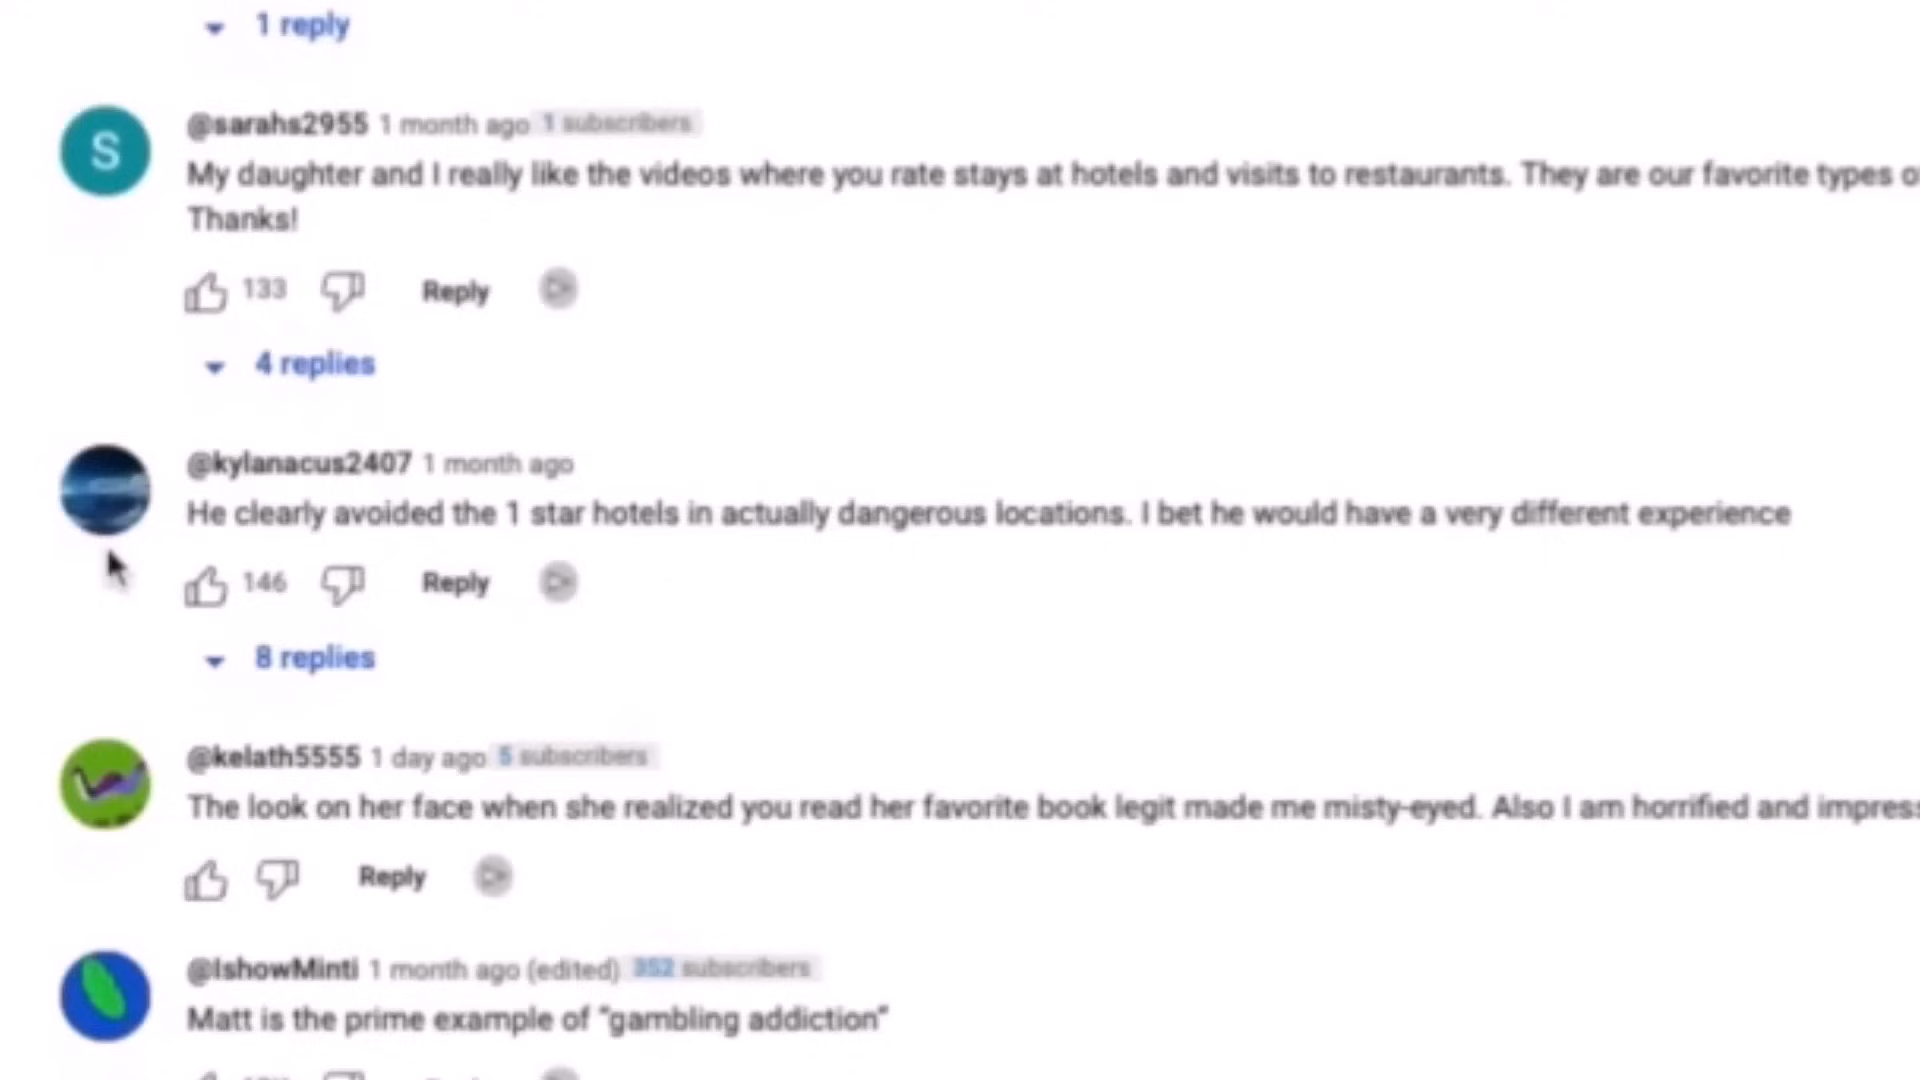 1 reply
S
@sarahs2955 1 month ago 1 subscribers
My daughter and I really like the videos where you rate stays at hotels and visits to restaurants. They are our favorite types
Thanks!
133 Reply
4 replies
@kylanacus2407 1 month ago
He clearly avoided the 1 star hotels in actually dangerous locations. I bet he would have a very different experience
146 Reply
8 replies
@kelath5555 1 day ago 5 subscribers
The look on her face when she realized you read her favorite book legit made me misty-eyed. Also I am horrified and
Reply
@IshowMinti 1 month ago (edited) 352 subscribers
Matt is the prime example of "gambling addiction"